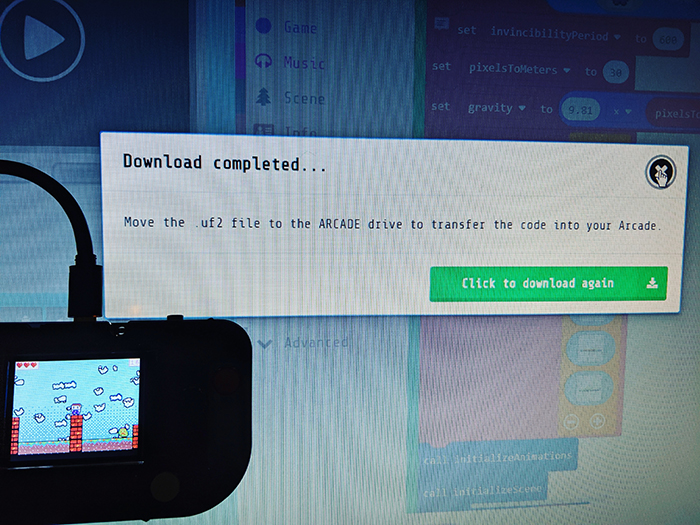 Game
Music
Scene
Info
set invincibilityPeriod to 600
set pixelsToMeters to 30
set gravity to 9.81 x pixelsTo
Download completed...
Move the .uf2 file to the ARCADE drive to transfer the code into your Arcade.
Click to download again
Advanced
call initializeAnimations
call initializeScene